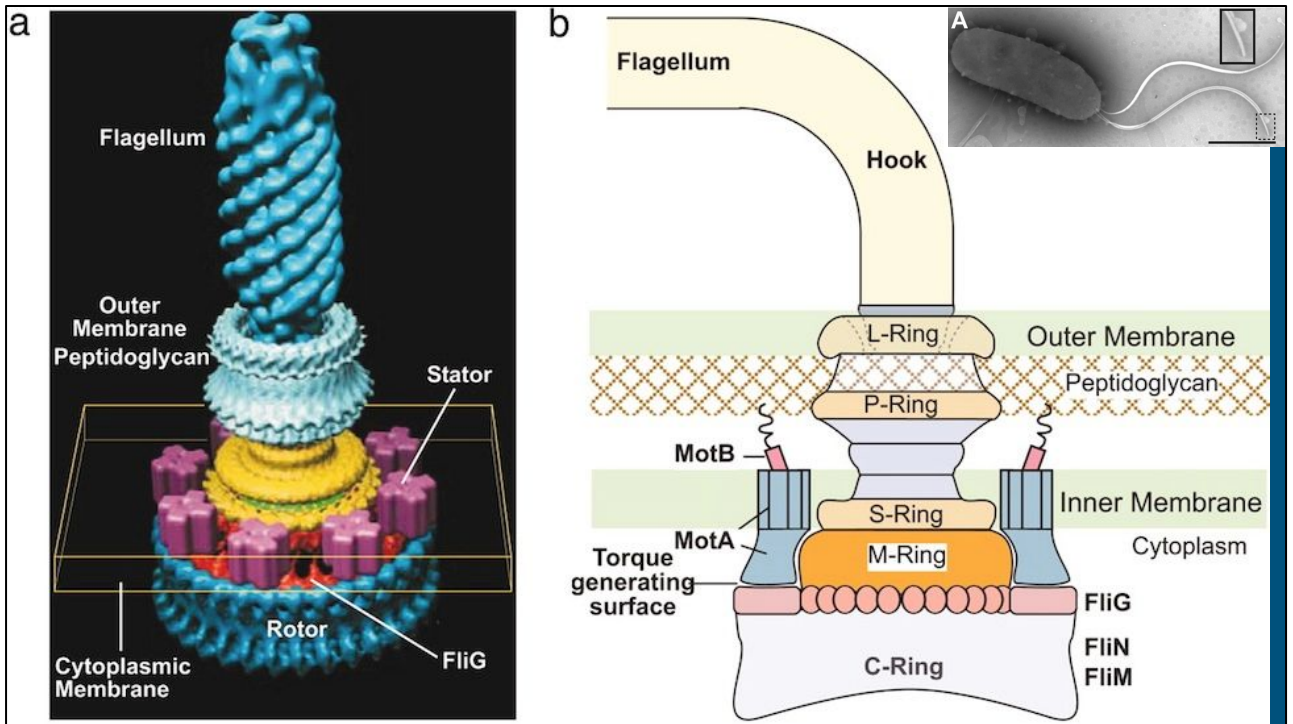 a
Flagellum
Outer
Membrane
Peptidoglycan
Stator
Rotor
Cytoplasmic
Membrane
FliG
b
A
Flagellum
Hook
L-Ring
Outer Membrane
Peptidoglycan
P-Ring
MotB
S-Ring
Inner Membrane
MotA
Cytoplasm
M-Ring
Torque
generating
surface
FliG
FliN
C-Ring
FliM